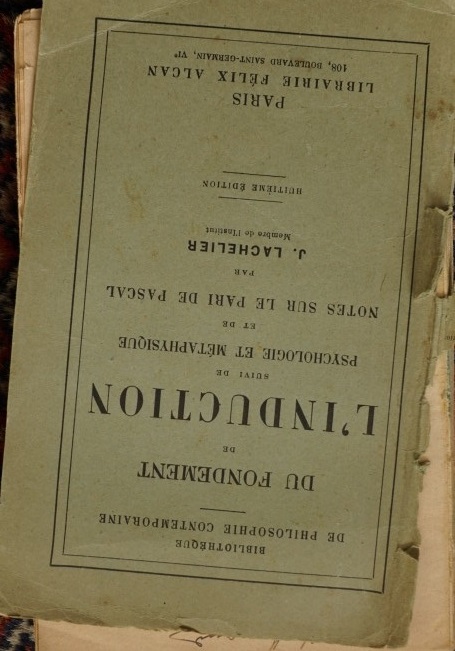 BIBLIOTHÈQUE
DE PHILOSOPHIE CONTEMPORAINE
DU FONDEMENT
DE
L'INDUCTION
SUIVI DE
PSYCHOLOGIE ET MÉTAPHYSIQUE
ET DE
NOTES SUR LE PARI DE PASCAL
PAR
J. LACHELIER
Membre de l'Institut
HUITIÈME ÉDITION
PARIS
LIBRAIRIE FÉLIX ALCAN
108, BOULEVARD SAINT-GERMAIN, VIe